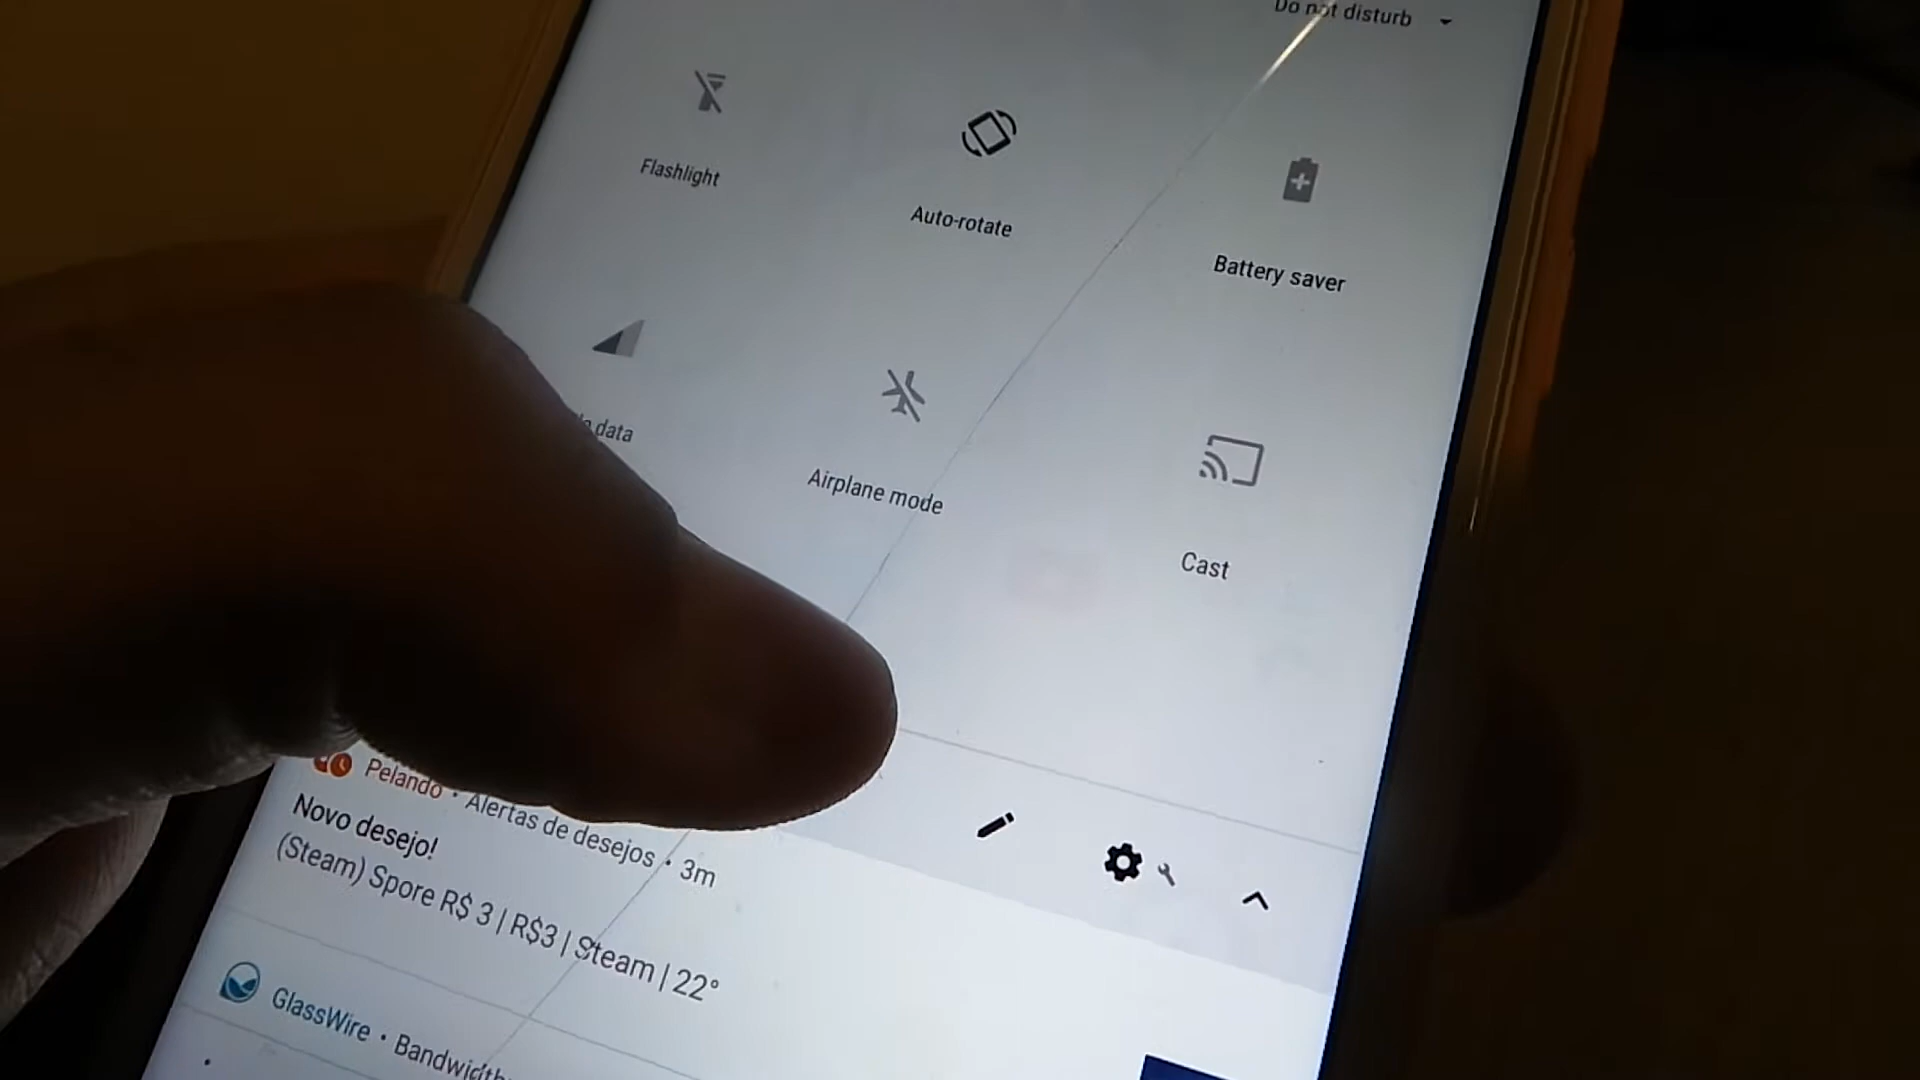 Do not disturb
Flashlight
Auto-rotate
Battery saver
data
Airplane mode
Cast
Pelando · Alertas de desejos · 3m
Novo desejo!
(Steam) Spore R$ 3 | R$3 | Steam | 22°
GlassWire · Bandwidth